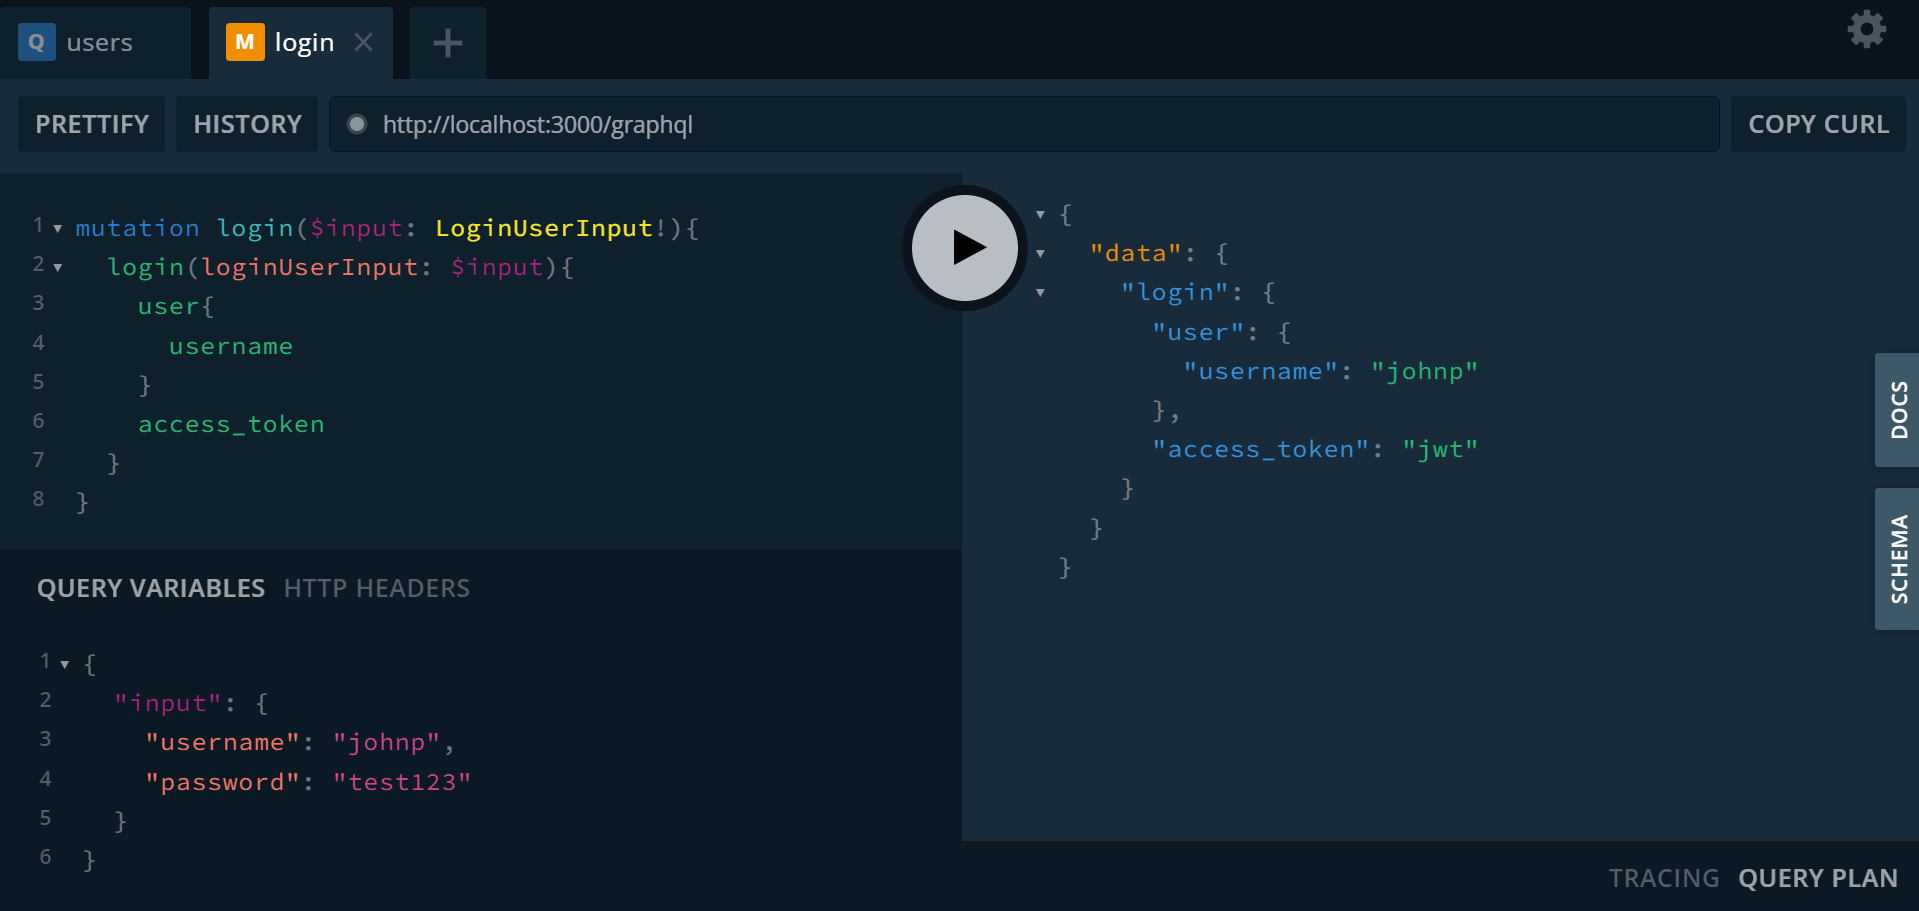 Q users M login
PRETTIFY HISTORY http://localhost:3000/graphql COPY CURL
1 mutation login($input: LoginUserInput!){
2 login(loginUserInput: $input){
3 user{
4 username
5 }
6 access_token
7 }
8 }
QUERY VARIABLES HTTP HEADERS
1 {
2 "input": {
3 "username": "johnp",
4 "password": "test123"
5 }
6 }
{
"data": {
"login": {
"user": {
"username": "johnp"
},
"access_token": "jwt"
}
}
}
DOCS
SCHEMA
TRACING QUERY PLAN